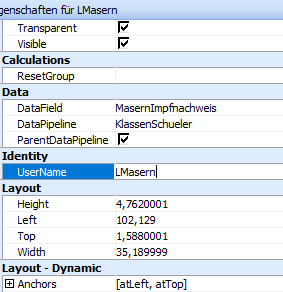 genschaften für LMasern
Transparent
Visible
Calculations
ResetGroup
Data
DataField MasernImpfnachweis
DataPipeline KlassenSchueler
ParentDataPipeline
Identity
UserName LMasern
Layout
Height 4,7620001
Left 102,129
Top 1,5880001
Width 35,189999
Layout - Dynamic
Anchors [atLeft, atTop]